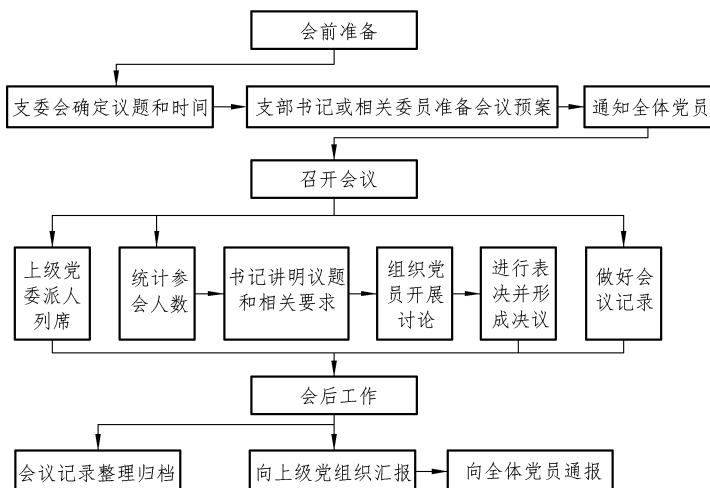 会前准备
支委会确定议题和时间
支部书记或相关委员准备会议预案
通知全体党员
召开会议
上级党
委派人
列席
统计参
会人数
书记讲明议题
和相关要求
组织党
员开展
讨论
进行表
决并形
成决议
做好会
议记录
会后工作
会议记录整理归档
向上级党组织汇报
向全体党员通报